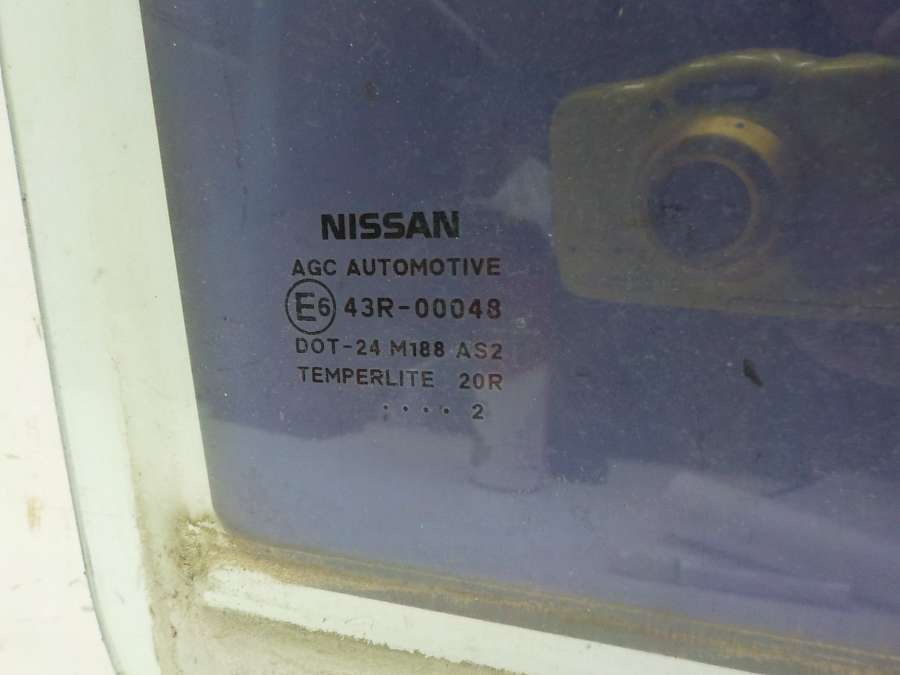 NISSAN
AGC AUTOMOTIVE
E6 43R-00048
DOT-24 M188 AS2
TEMPERLITE 20R
···· 2